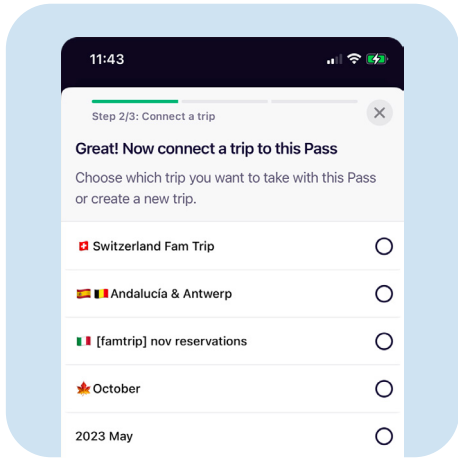 11:43
Step 2/3: Connect a trip
Great! Now connect a trip to this Pass
Choose which trip you want to take with this Pass
or create a new trip.
🇨🇭 Switzerland Fam Trip
🇪🇸 🇧🇪 Andalucía & Antwerp
🇮🇹 [famtrip] nov reservations
🍁 October
2023 May